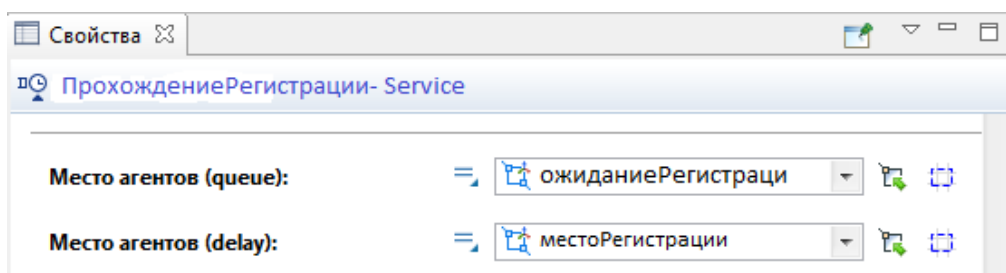 Свойства
ПрохождениеРегистрации- Service
Место агентов (queue): ожиданиеРегистраци
Место агентов (delay): местоРегистрации